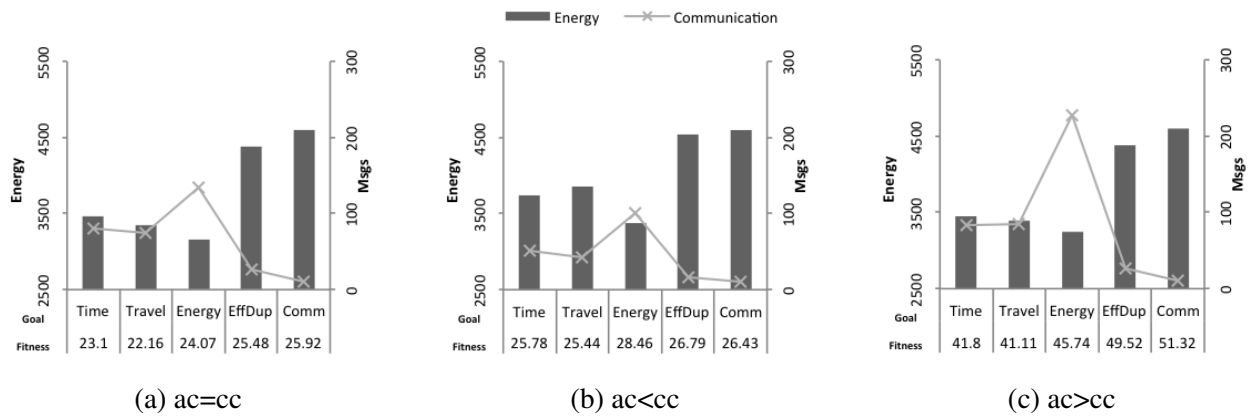 Energy Communication
5500
4500
3500
2500
Energy
300
200
100
0
Msgs
Goal Time Travel Energy EffDup Comm
Fitness 23.1 22.16 24.07 25.48 25.92
(a) ac=cc
5500
4500
3500
2500
Energy
300
200
100
0
Msgs
Goal Time Travel Energy EffDup Comm
Fitness 25.78 25.44 28.46 26.79 26.43
(b) ac<cc
5500
4500
3500
2500
Energy
300
200
100
0
Msgs
Goal Time Travel Energy EffDup Comm
Fitness 41.8 41.11 45.74 49.52 51.32
(c) ac>cc